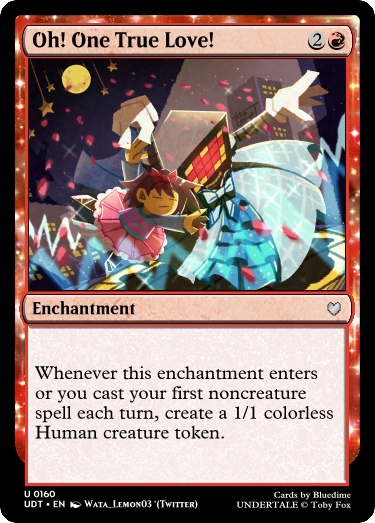 Oh! One True Love!
2
Enchantment
Whenever this enchantment enters
or you cast your first noncreature
spell each turn, create a 1/1 colorless
Human creature token.
U 0160
Cards by Bluedime
UDT • EN Wata_Lemon03 '(Twitter)
UNDERTALE © Toby Fox